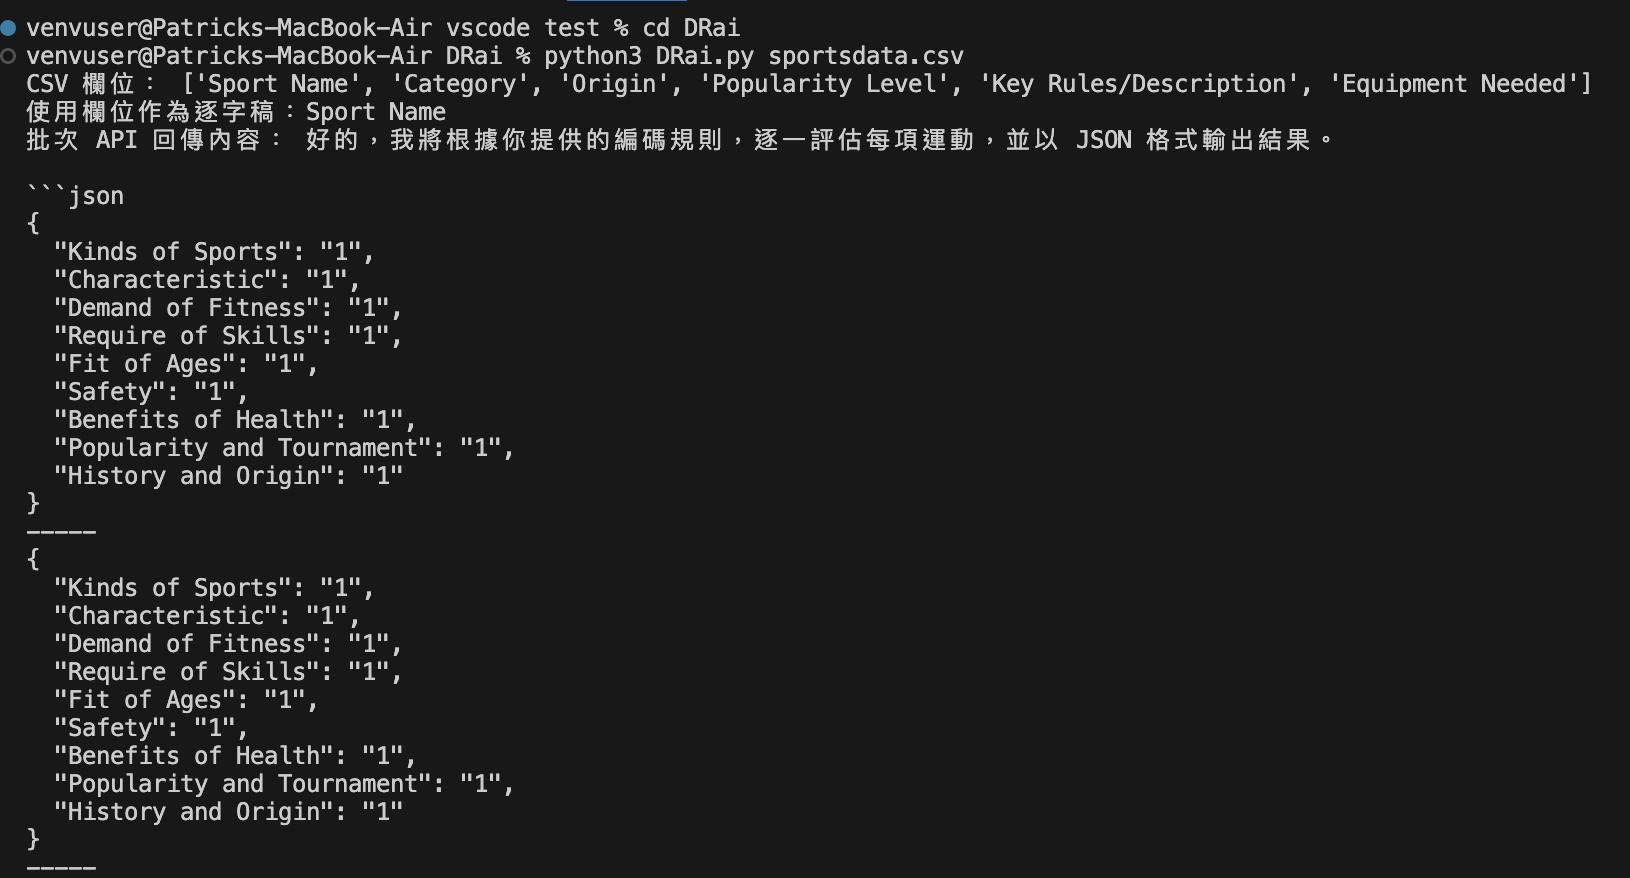 venvuser@Patricks-MacBook-Air vscode test % cd DRai
venvuser@Patricks-MacBook-Air DRai % python3 DRai.py sportsdata.csv
CSV 欄位： ['Sport Name', 'Category', 'Origin', 'Popularity Level', 'Key Rules/Description', 'Equipment Needed']
使用欄位作為逐字稿：Sport Name
批次 API 回傳內容： 好的，我將根據你提供的編碼規則，逐一評估每項運動，並以 JSON 格式輸出結果。
```json
{
  "Kinds of Sports": "1",
  "Characteristic": "1",
  "Demand of Fitness": "1",
  "Require of Skills": "1",
  "Fit of Ages": "1",
  "Safety": "1",
  "Benefits of Health": "1",
  "Popularity and Tournament": "1",
  "History and Origin": "1"
}
-----
{
  "Kinds of Sports": "1",
  "Characteristic": "1",
  "Demand of Fitness": "1",
  "Require of Skills": "1",
  "Fit of Ages": "1",
  "Safety": "1",
  "Benefits of Health": "1",
  "Popularity and Tournament": "1",
  "History and Origin": "1"
}
-----